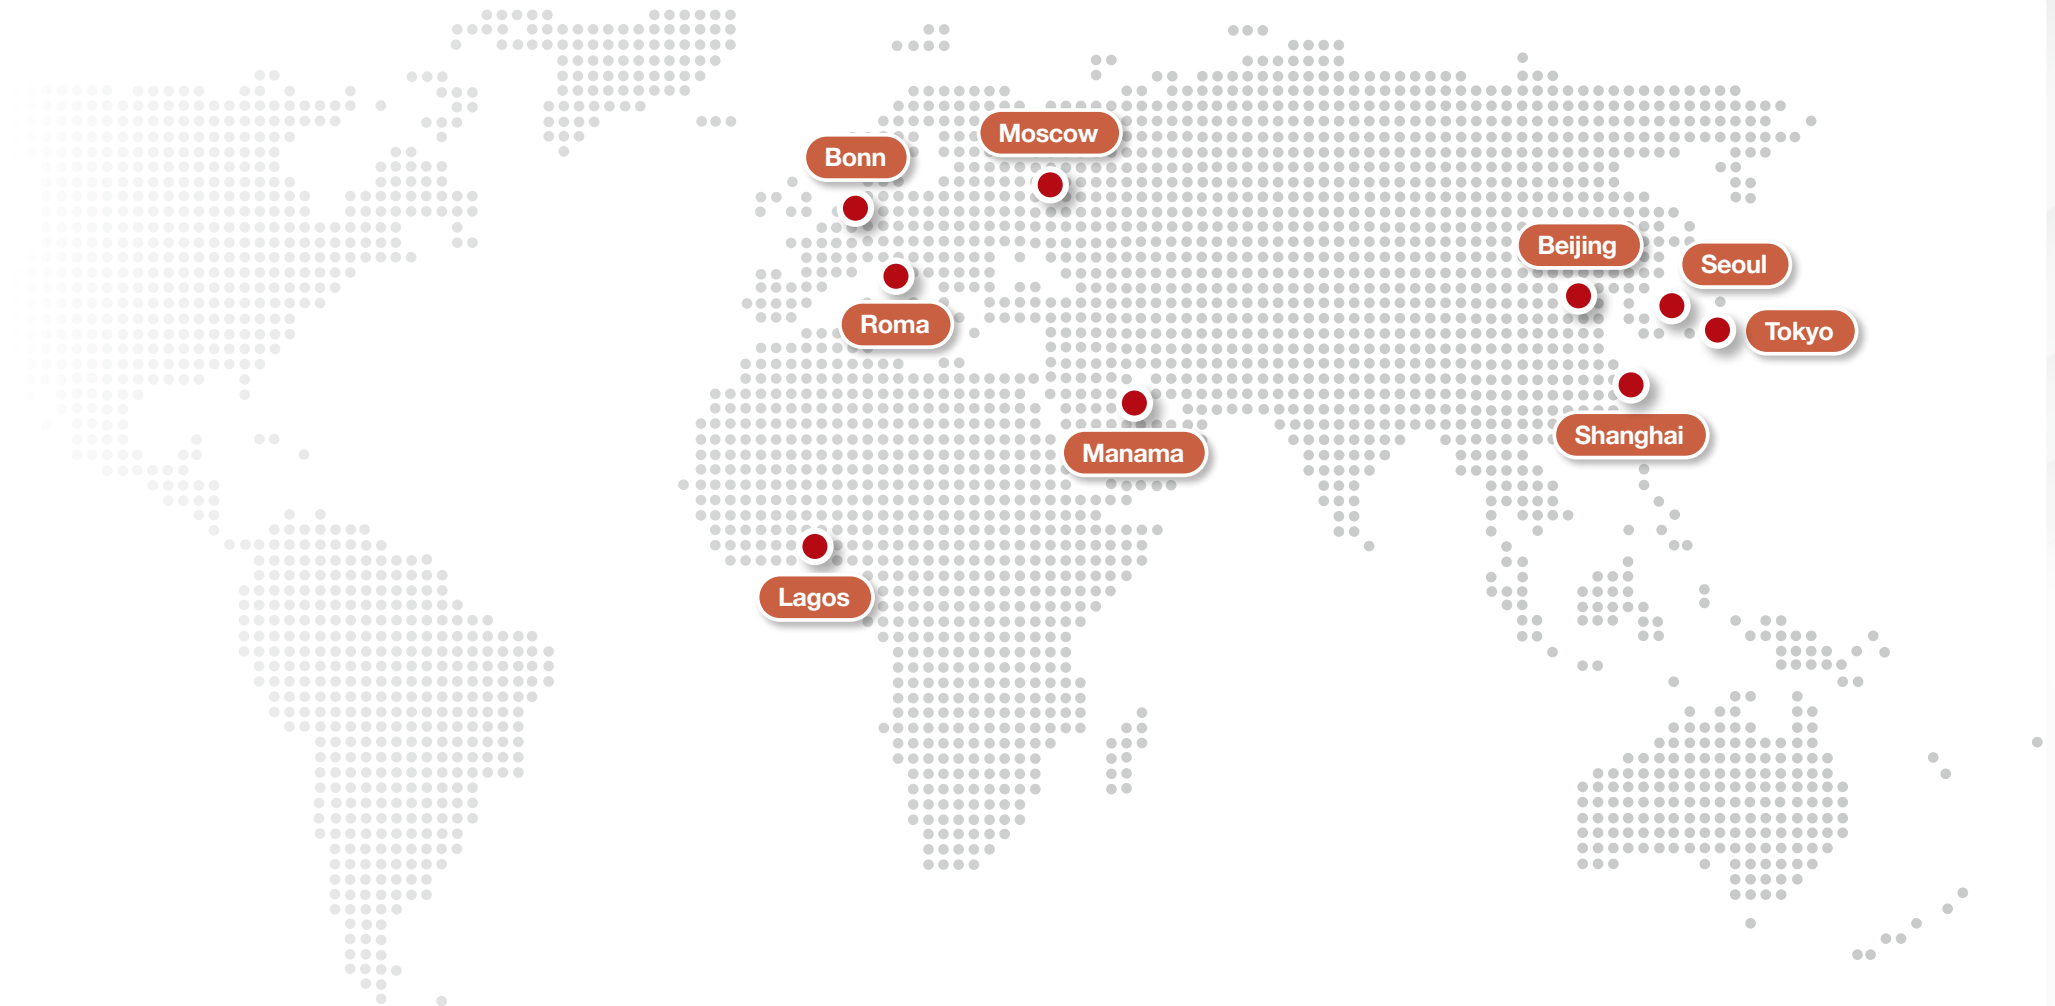 Moscow
Bonn
Beijing
Seoul
Roma
Tokyo
Shanghai
Manama
Lagos